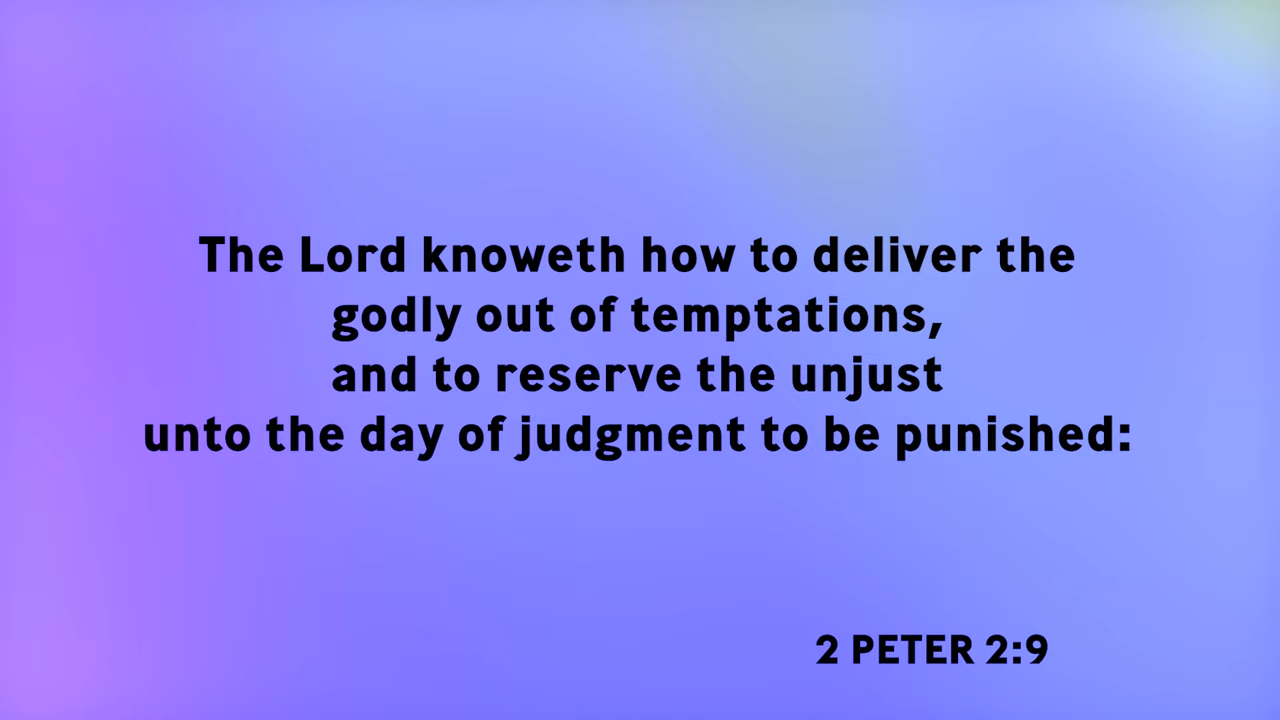 The Lord knoweth how to deliver the
godly out of temptations,
and to reserve the unjust
unto the day of judgment to be punished:
2 PETER 2:9